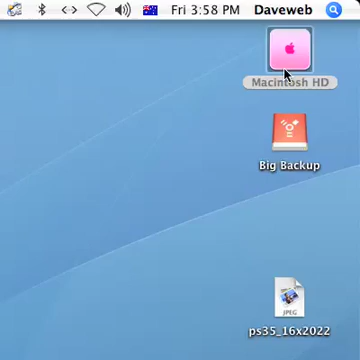 Fri 3:58 PM Daveweb
Macintosh HD
Big Backup
JPEG
ps35_16x2022